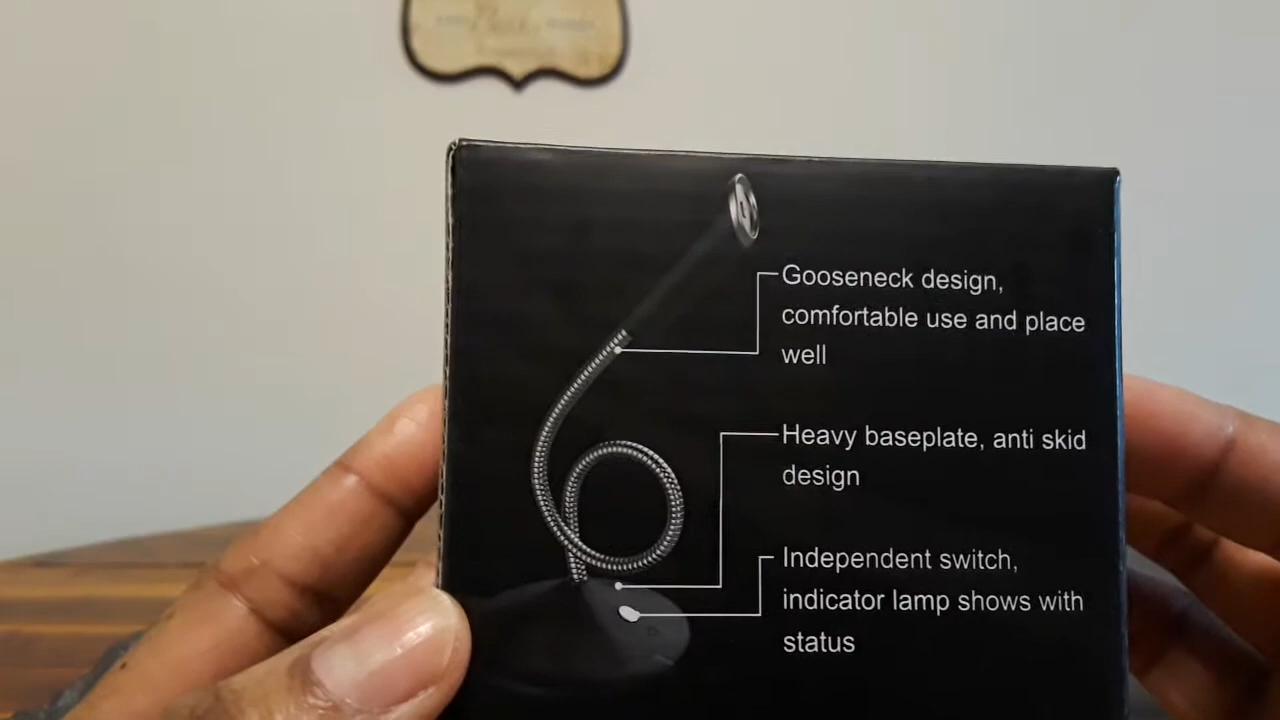 Gooseneck design,
comfortable use and place
well
Heavy baseplate, anti skid
design
Independent switch,
indicator lamp shows with
status